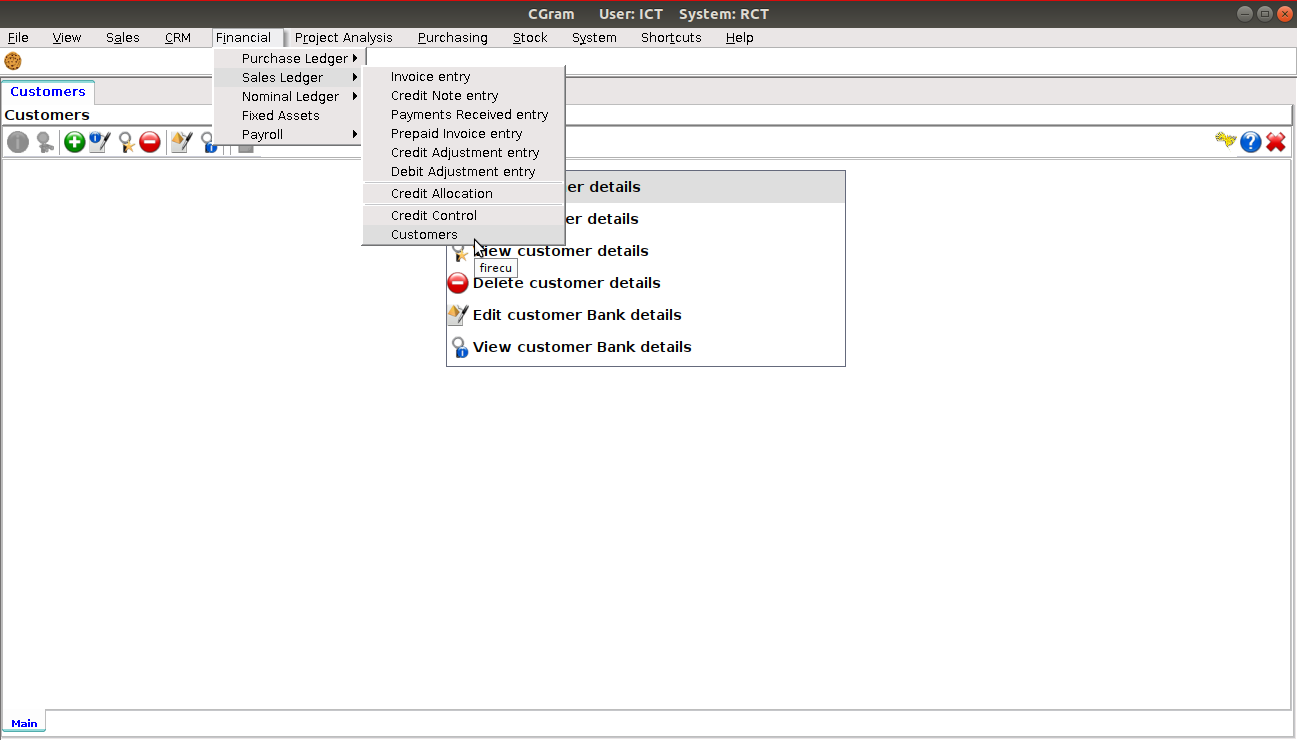 CGram User: ICT System: RCT
File View Sales CRM Financial Project Analysis Purchasing Stock System Shortcuts Help
Purchase Ledger
Sales Ledger
Nominal Ledger
Fixed Assets
Payroll
Invoice entry
Credit Note entry
Payments Received entry
Prepaid Invoice entry
Credit Adjustment entry
Debit Adjustment entry
Credit Allocation
Credit Control
Customers
firecu
Customers
Customers
er details
er details
customer details
Delete customer details
Edit customer Bank details
View customer Bank details
Main